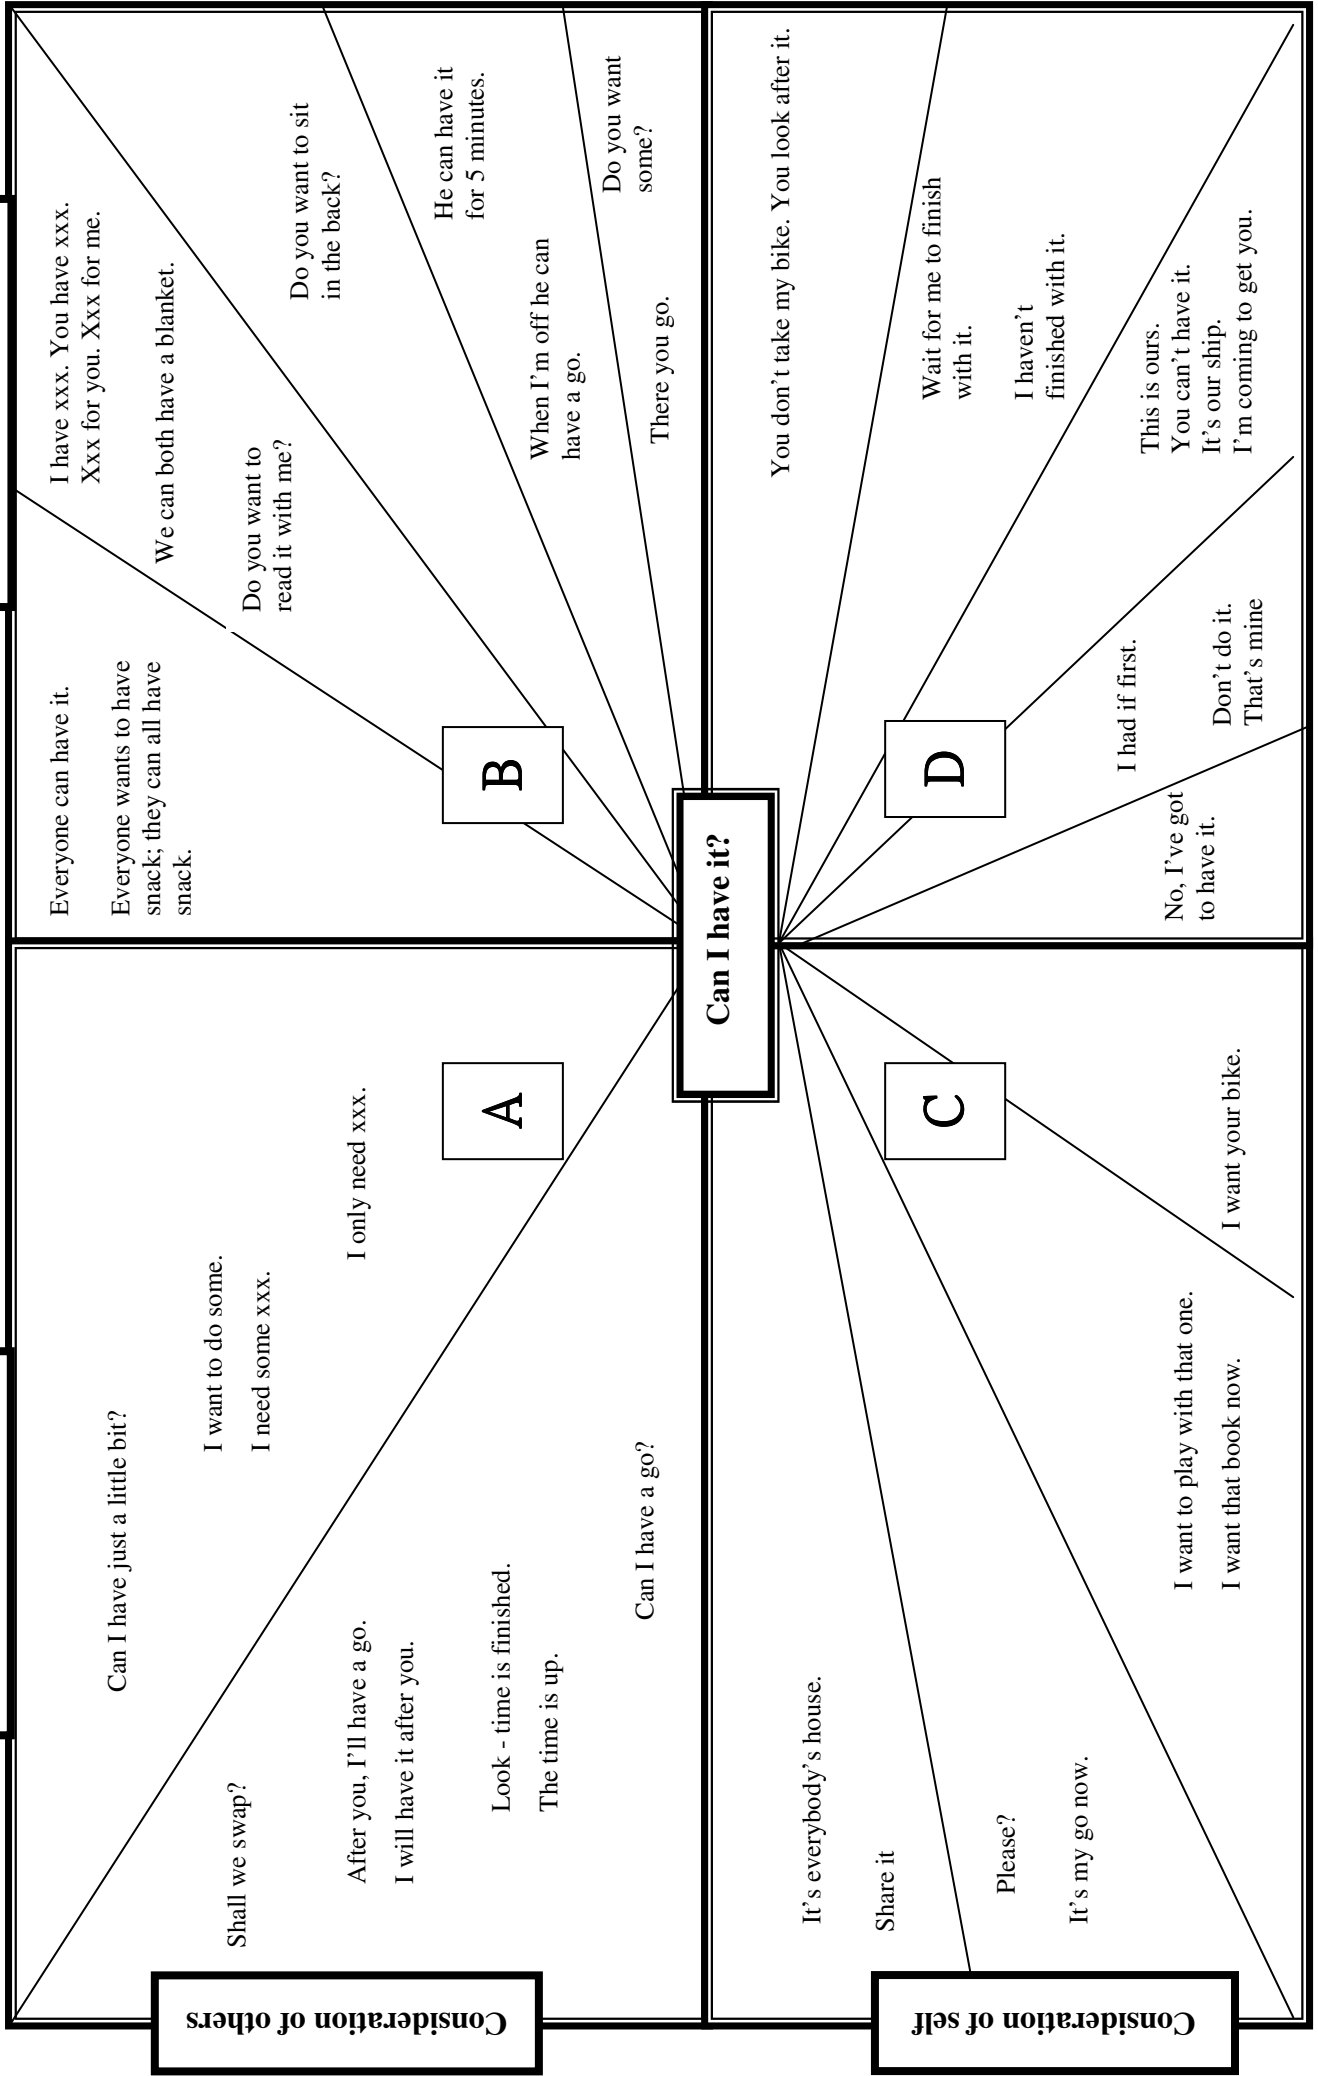 Consideration of others
Can I have just a little bit?
I want to do some.
I need some xxx.
I only need xxx.
Shall we swap?
After you, I'll have a go.
I will have it after you.
Look - time is finished.
The time is up.
Can I have a go?
A
Everyone can have it.
Everyone wants to have
snack; they can all have
snack.
I have xxx. You have xxx.
Xxx for you. Xxx for me.
We can both have a blanket.
Do you want to
read it with me?
Do you want to sit
in the back?
He can have it
for 5 minutes.
When I'm off he can
have a go.
Do you want
some?
There you go.
B
Can I have it?
Consideration of self
It's everybody's house.
Share it
Please?
It's my go now.
I want to play with that one.
I want that book now.
I want your bike.
C
You don't take my bike. You look after it.
Wait for me to finish
with it.
I haven't
finished with it.
This is ours.
You can't have it.
It's our ship.
I'm coming to get you.
I had if first.
Don't do it.
That's mine
No, I've got
to have it.
D